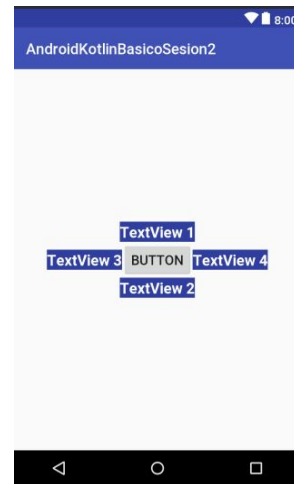 8:00
AndroidKotlinBasicoSesion2
TextView 1
TextView 3 BUTTON TextView 4
TextView 2